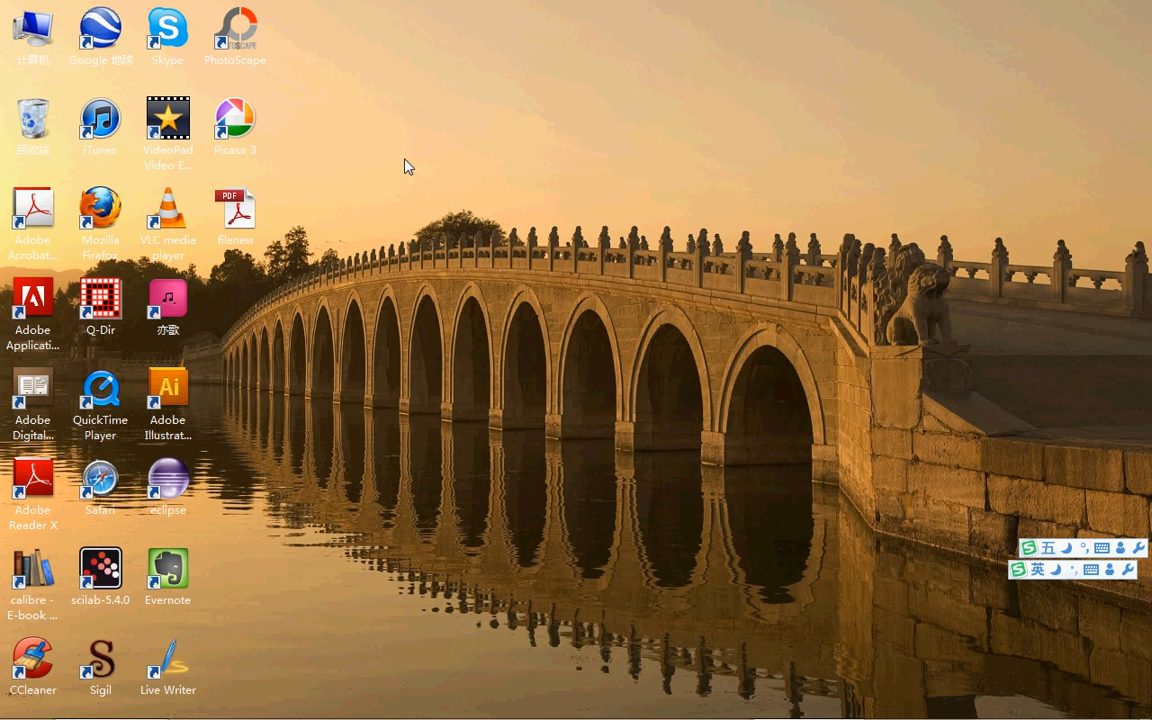 计算机
Google 地球
Skype
PhotoScape
回收站
iTunes
VideoPad
Video E...
Picasa 3
PDF
Adobe
Acrobat...
Mozilla
Firefox
VLC media
player
filenew
Adobe
Applicati...
Q-Dir
亦歌
Adobe
Digital...
QuickTime
Player
Ai
Adobe
Illustrat...
Adobe
Reader X
Safari
eclipse
calibre -
E-book ...
scilab-5.4.0
Evernote
CCleaner
S
Sigil
Live Writer
S 五
S 英